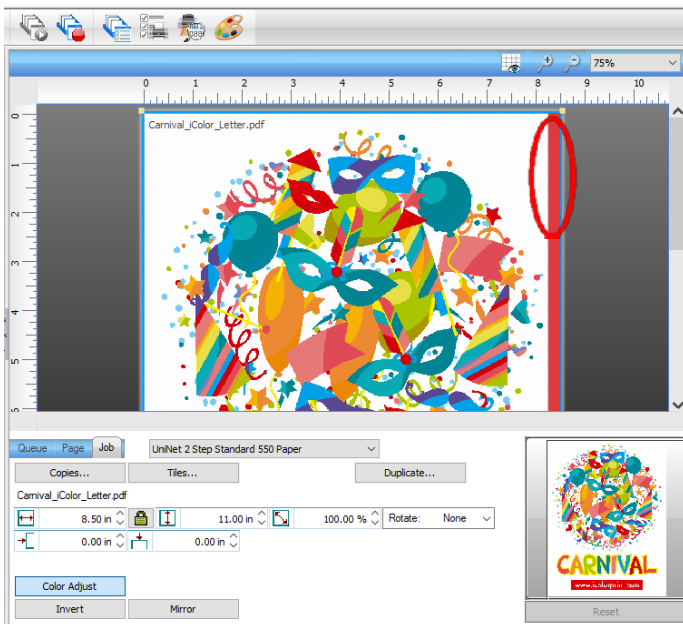 75%
0 1 2 3 4 5 6 7 8 9 10
0
1
2
3
4
5
6
Carnival_iColor_Letter.pdf
Queue Page Job UniNet 2 Step Standard 550 Paper
Copies... Tiles... Duplicate...
Carnival_iColor_Letter.pdf
8.50 in 11.00 in 100.00 % Rotate: None
0.00 in 0.00 in
Color Adjust
Invert Mirror
CARNIVAL
Reset